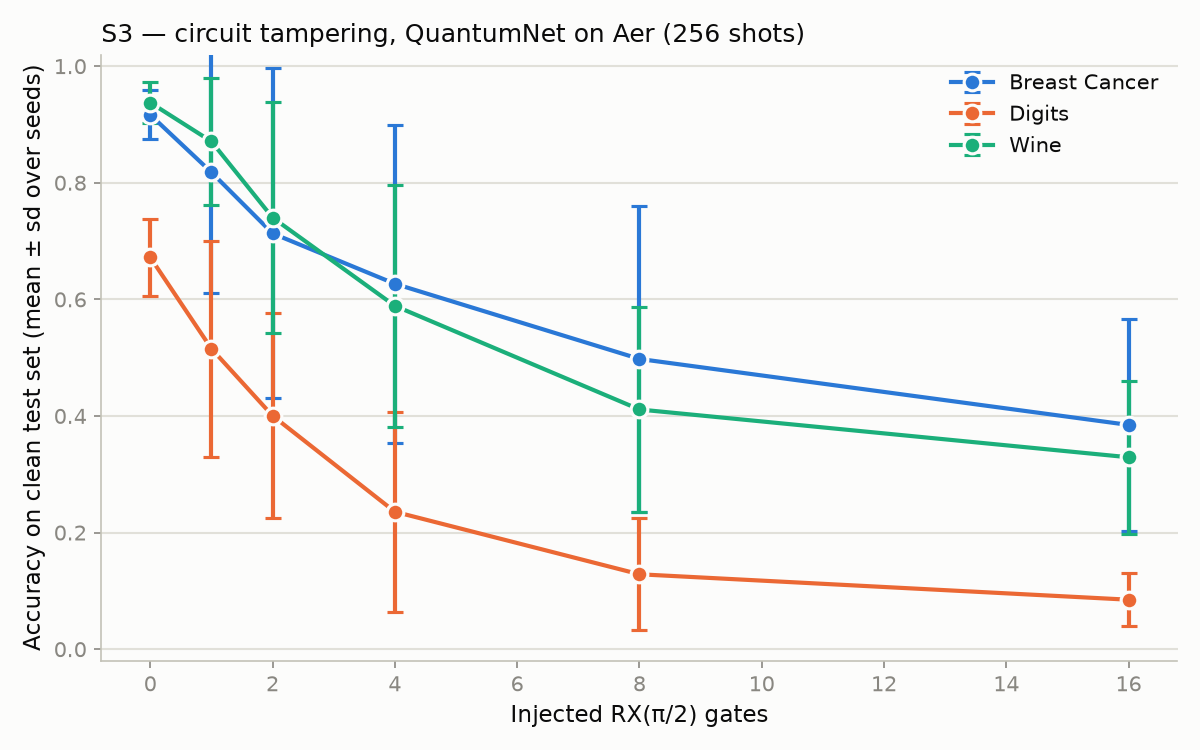 S3 — circuit tampering, QuantumNet on Aer (256 shots)
Accuracy on clean test set (mean ± sd over seeds)
1.0
0.8
0.6
0.4
0.2
0.0
Breast Cancer
Digits
Wine
0 2 4 6 8 10 12 14 16
Injected RX(π/2) gates